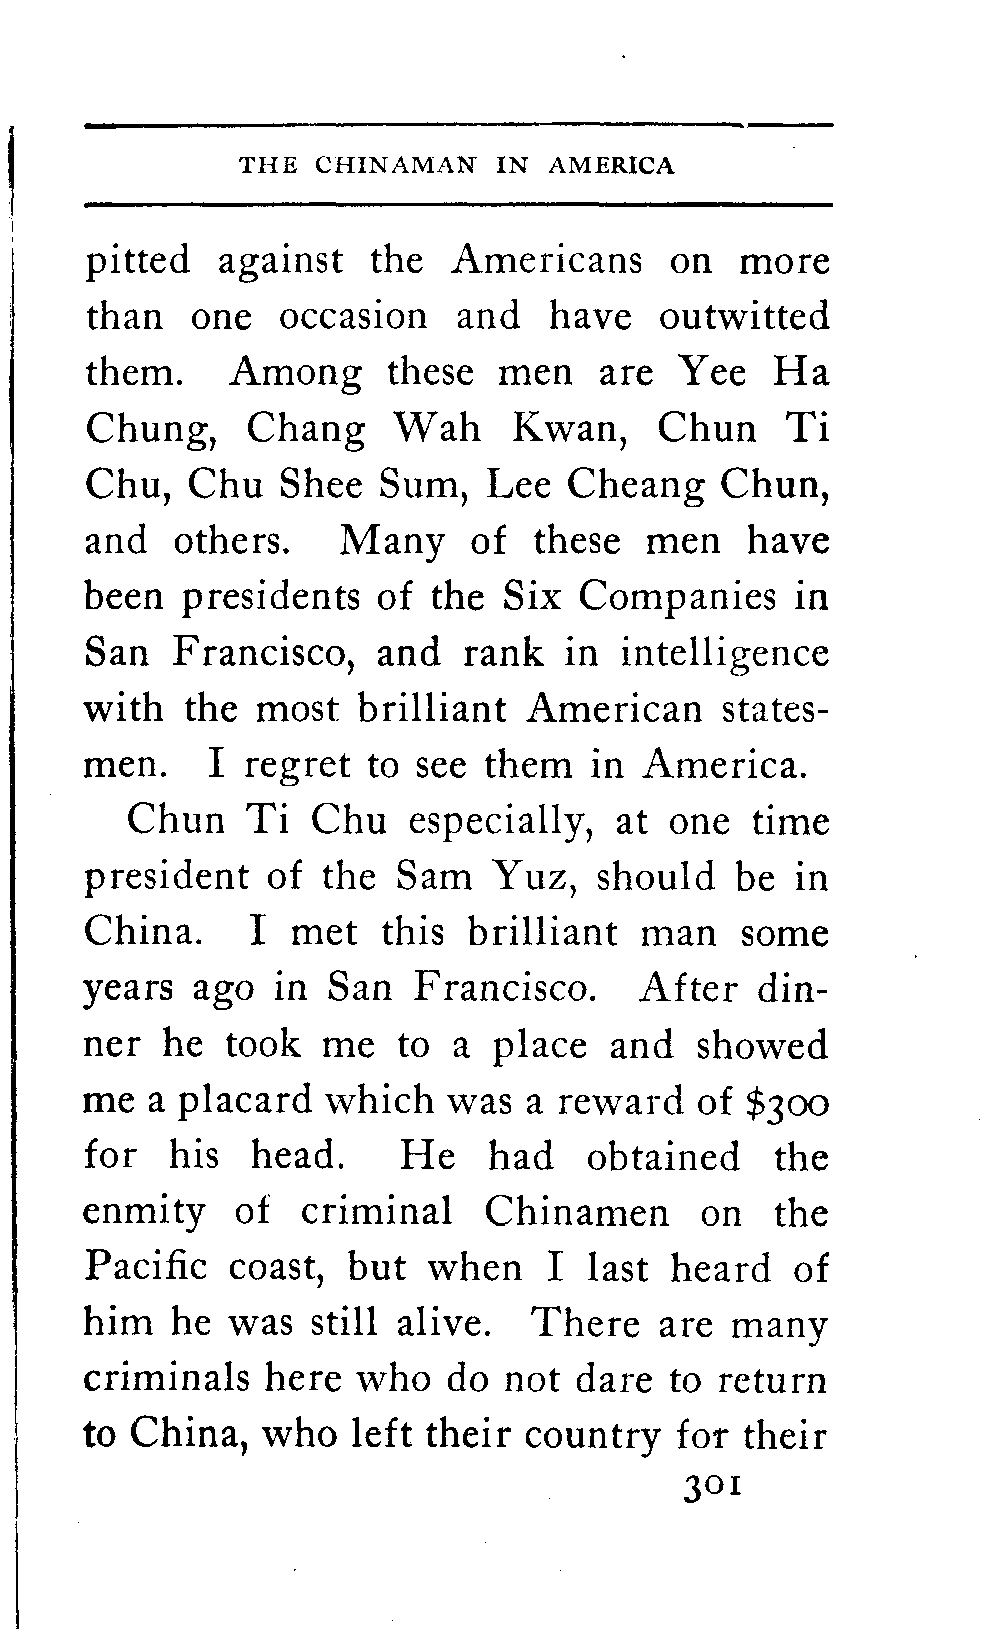 THE CHINAMAN IN AMERICA
pitted against the Americans on more
than one occasion and have outwitted
them. Among these men are Yee Ha
Chung, Chang Wah Kwan, Chun Ti
Chu, Chu Shee Sum, Lee Cheang Chun,
and others. Many of these men have
been presidents of the Six Companies in
San Francisco, and rank in intelligence
with the most brilliant American states-
men. I regret to see them in America.
Chun Ti Chu especially, at one time
president of the Sam Yuz, should be in
China. I met this brilliant man some
years ago in San Francisco. After din-
ner he took me to a place and showed
me a placard which was a reward of $300
for his head. He had obtained the
enmity of criminal Chinamen on the
Pacific coast, but when I last heard of
him he was still alive. There are many
criminals here who do not dare to return
to China, who left their country for their
301